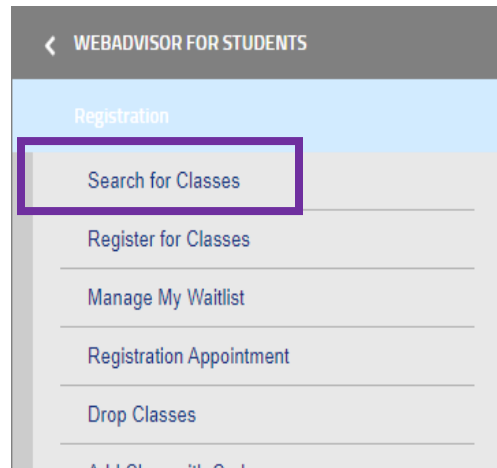 WEBADVISOR FOR STUDENTS
Registration
Search for Classes
Register for Classes
Manage My Waitlist
Registration Appointment
Drop Classes